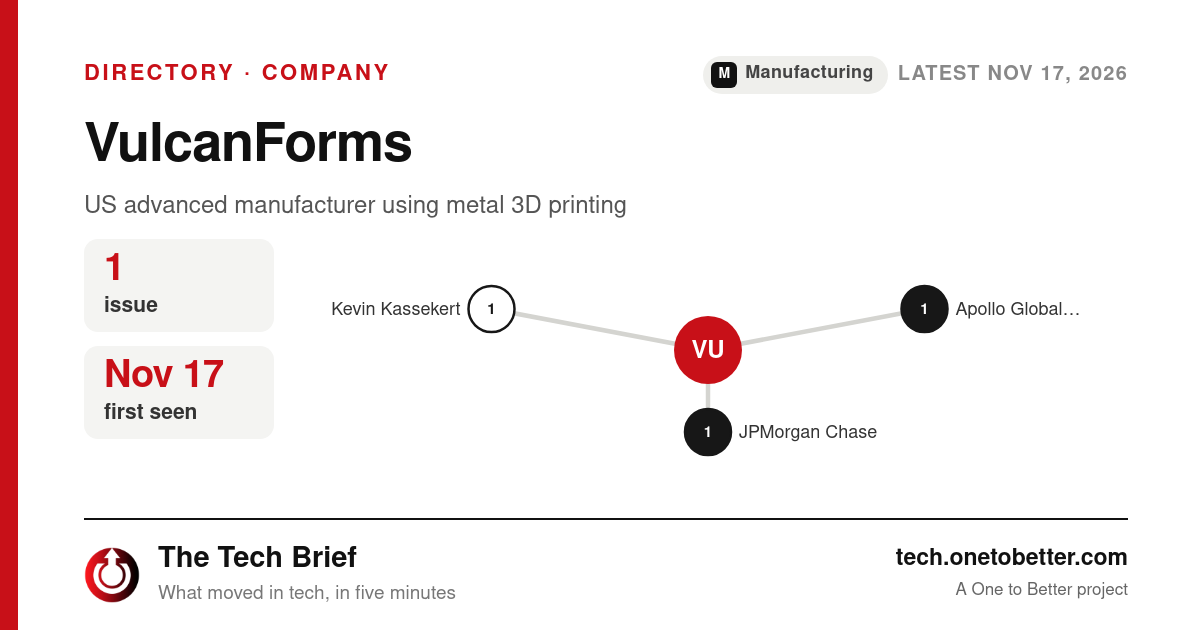 DIRECTORY · COMPANY
M Manufacturing
LATEST NOV 17, 2026
VulcanForms
US advanced manufacturer using metal 3D printing
1
issue
Nov 17
first seen
Kevin Kassekert
1
VU
1
Apollo Global…
1
JPMorgan Chase
The Tech Brief
What moved in tech, in five minutes
tech.onetobetter.com
A One to Better project